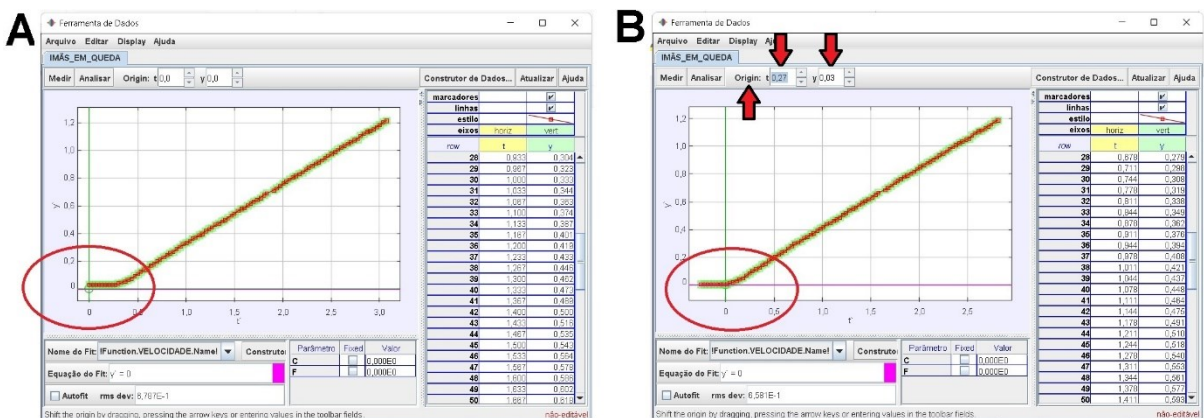 A
Ferramenta de Dados
Arquivo Editar Display Ajuda
IMÃS_EM_QUEDA
Medir Analisar Origin: t 0,0 y 0,0 Construtor de Dados... Atualizar Ajuda
marcadores
linhas
estilo
eixos horiz vert
row t y
28 0,933 0,304
29 0,967 0,323
30 1,000 0,333
31 1,033 0,344
32 1,067 0,363
33 1,100 0,374
34 1,133 0,387
35 1,167 0,401
36 1,200 0,419
37 1,233 0,433
38 1,267 0,446
39 1,300 0,462
40 1,333 0,473
41 1,367 0,489
42 1,400 0,500
43 1,433 0,516
44 1,467 0,535
45 1,500 0,543
46 1,533 0,564
47 1,567
48 1,600
49 1,633 0,602
50 1,667
1,2
1,0
0,8
0,6
0,4
0,2
0
y
0 0,5 1,0 1,5 2,0 2,5 3,0
t
Nome do Fit: !Function.VELOCIDADE.Name! Construto
Equação do Fit: y = 0
Autofit rms dev: 6,767E-1
Parâmetro Fixed Valor
C 0,000E0
F 0,000E0
Shift the origin by dragging, pressing the arrow keys or entering values in the toolbar fields. não-editável
B
Ferramenta de Dados
Arquivo Editar Display
IMÃS_EM_QUEDA
Medir Analisar Origin: t 0,27 y 0,03 Construtor de Dados... Atualizar Ajuda
marcadores
linhas
estilo
eixos horiz vert
row t y
28 0,678 0,279
29 0,711 0,298
30 0,744 0,308
31 0,778 0,319
32 0,811 0,338
33 0,844 0,349
34 0,878 0,362
35 0,911 0,376
36 0,944 0,394
37 0,978 0,408
38 1,011 0,421
39 1,044 0,437
40 1,078 0,448
41 1,111 0,464
42 1,144 0,475
43 1,178 0,491
44 1,211 0,510
45 1,244 0,518
46 1,278 0,540
47 1,311 0,553
48 1,344 0,561
49 1,378 0,577
50 1,411 0,593
1,2
1,0
0,8
0,6
0,4
0,2
0
y
0 0,5 1,0 1,5 2,0 2,5
t
Nome do Fit: !Function.VELOCIDADE.Name! Construto
Equação do Fit: y = 0
Autofit rms dev: 6,581E-1
Parâmetro Fixed Valor
C 0,000E0
F 0,000E0
Shift the origin by dragging, pressing the arrow keys or entering values in the toolbar fields. não-editável